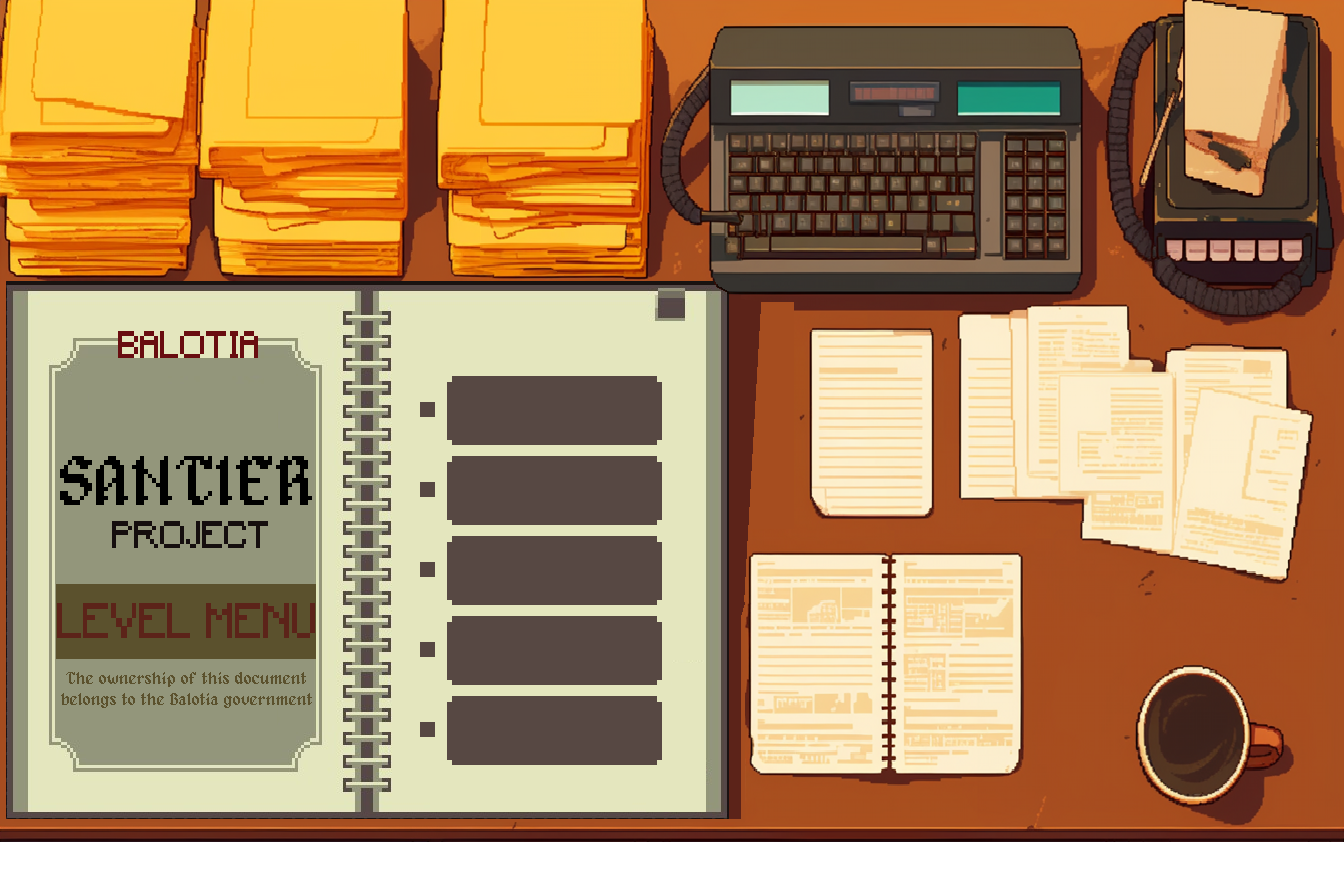 BALOTIA
SANTIER
PROJECT
LEVEL MENU
The ownership of this document
belongs to the Balotia government